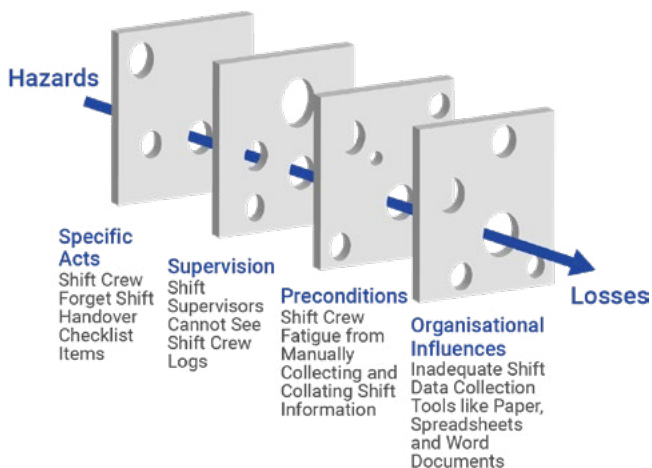 Hazards
Specific
Acts
Shift Crew
Forget Shift
Handover
Checklist
Items
Supervision
Shift
Supervisors
Cannot See
Shift Crew
Logs
Preconditions
Shift Crew
Fatigue from
Manually
Collecting and
Collating Shift
Information
Organisational
Influences
Inadequate Shift
Data Collection
Tools like Paper,
Spreadsheets
and Word
Documents
Losses